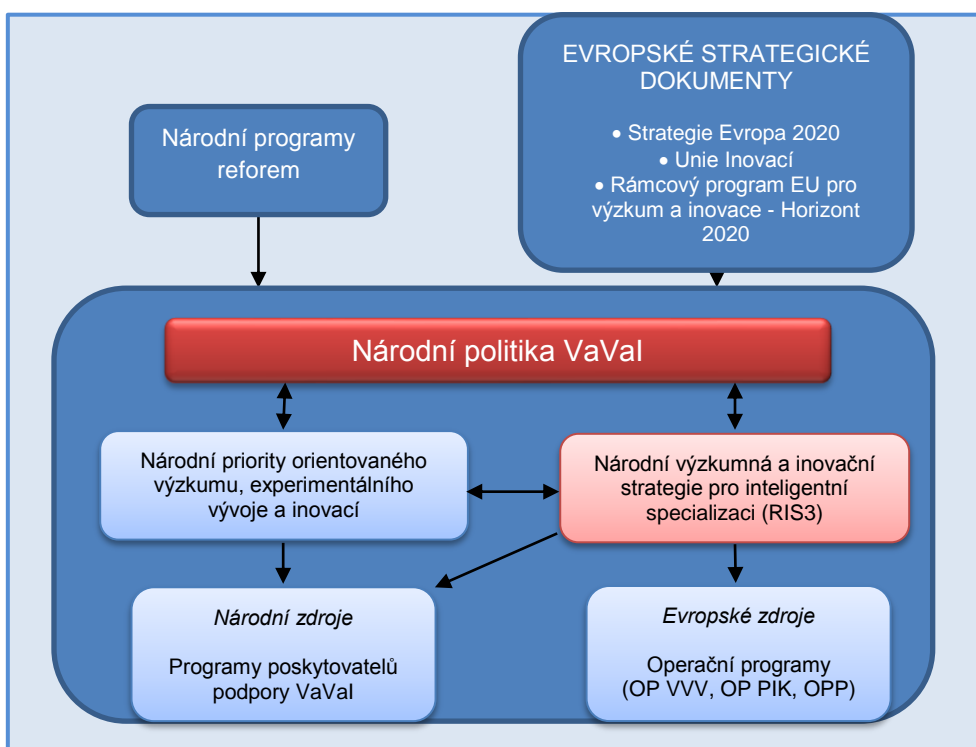 EVROPSKÉ STRATEGICKÉ
DOKUMENTY
• Strategie Evropa 2020
• Unie Inovací
• Rámcový program EU pro
výzkum a inovace - Horizont
2020
Národní programy
reforem
Národní politika VaVaI
Národní priority orientovaného
výzkumu, experimentálního
vývoje a inovací
Národní výzkumná a inovační
strategie pro inteligentní
specializaci (RIS3)
Národní zdroje
Programy poskytovatelů
podpory VaVaI
Evropské zdroje
Operační programy
(OP VVV, OP PIK, OPP)